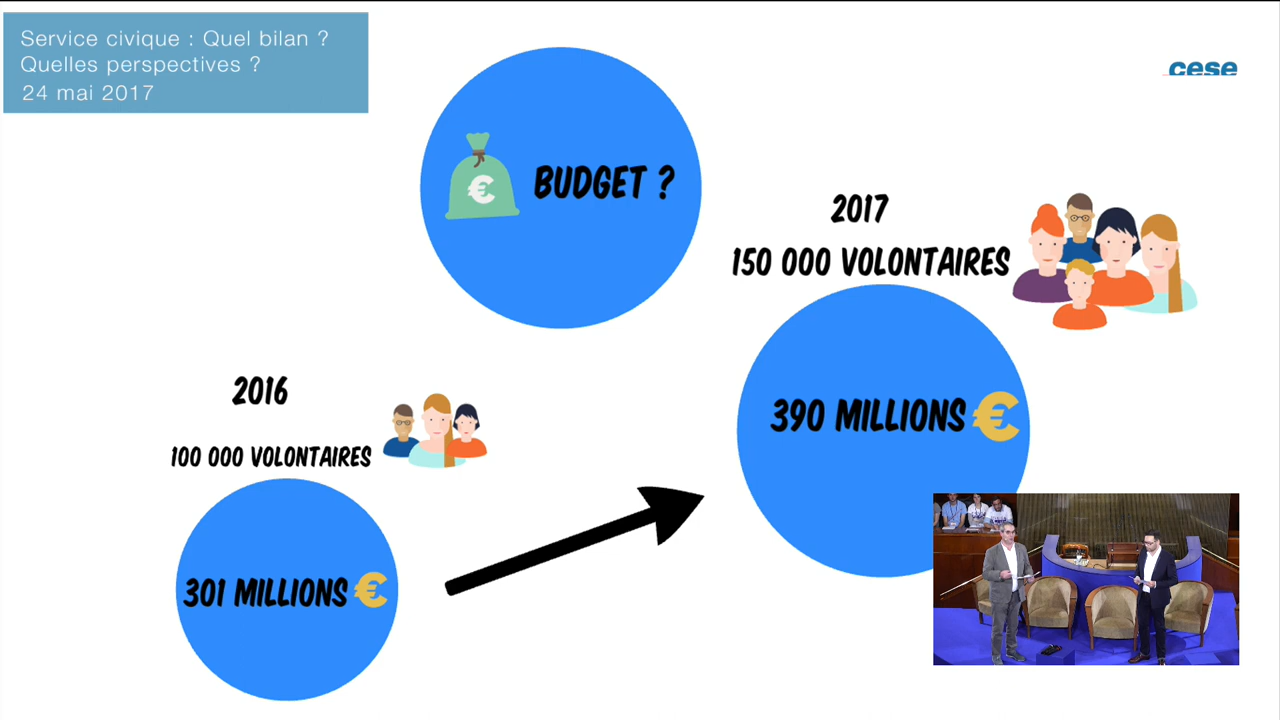 Service civique : Quel bilan ?
Quelles perspectives ?
24 mai 2017
cese
€ BUDGET ?
2017
150 000 VOLONTAIRES
390 MILLIONS €
2016
100 000 VOLONTAIRES
301 MILLIONS €